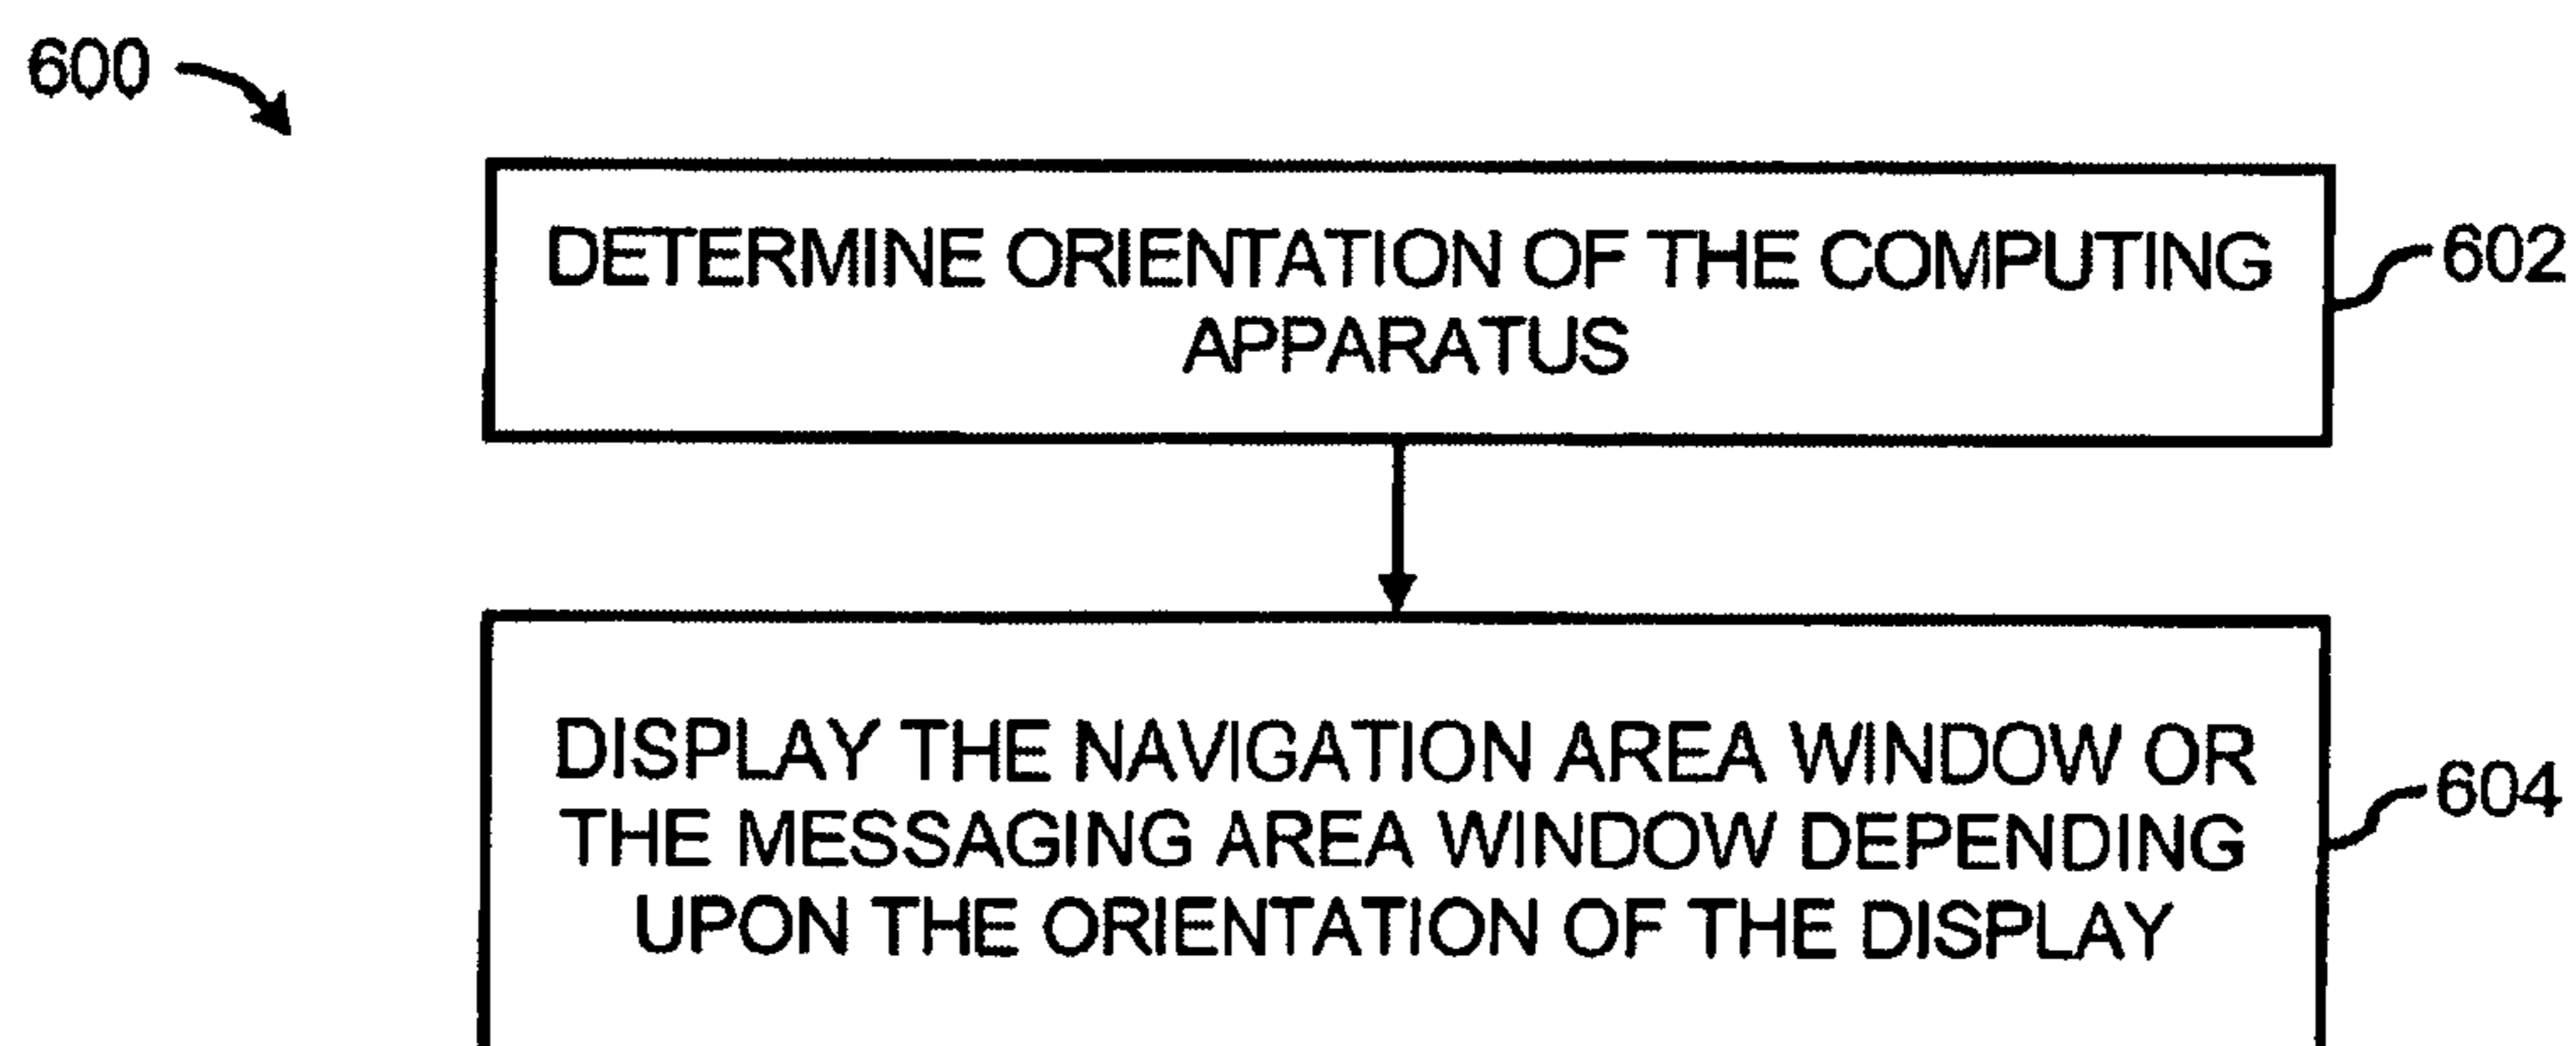 600
DETERMINE ORIENTATION OF THE COMPUTING
APPARATUS
602
DISPLAY THE NAVIGATION AREA WINDOW OR
THE MESSAGING AREA WINDOW DEPENDING
UPON THE ORIENTATION OF THE DISPLAY
604